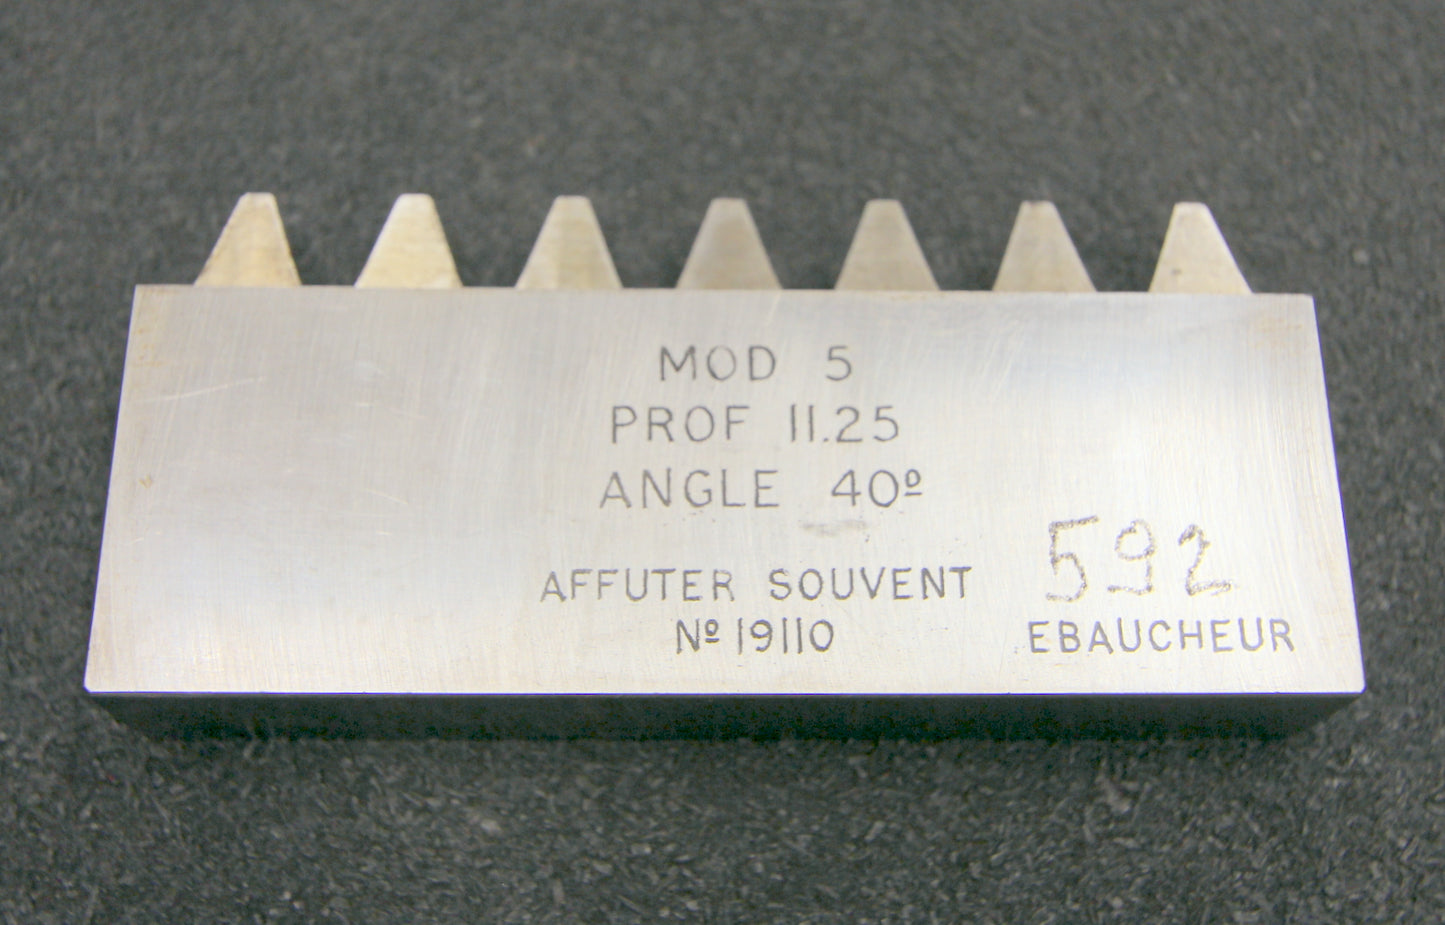 MOD 5
PROF 11.25
ANGLE 40º
AFFUTER SOUVENT
Nº 19110
592
EBAUCHEUR